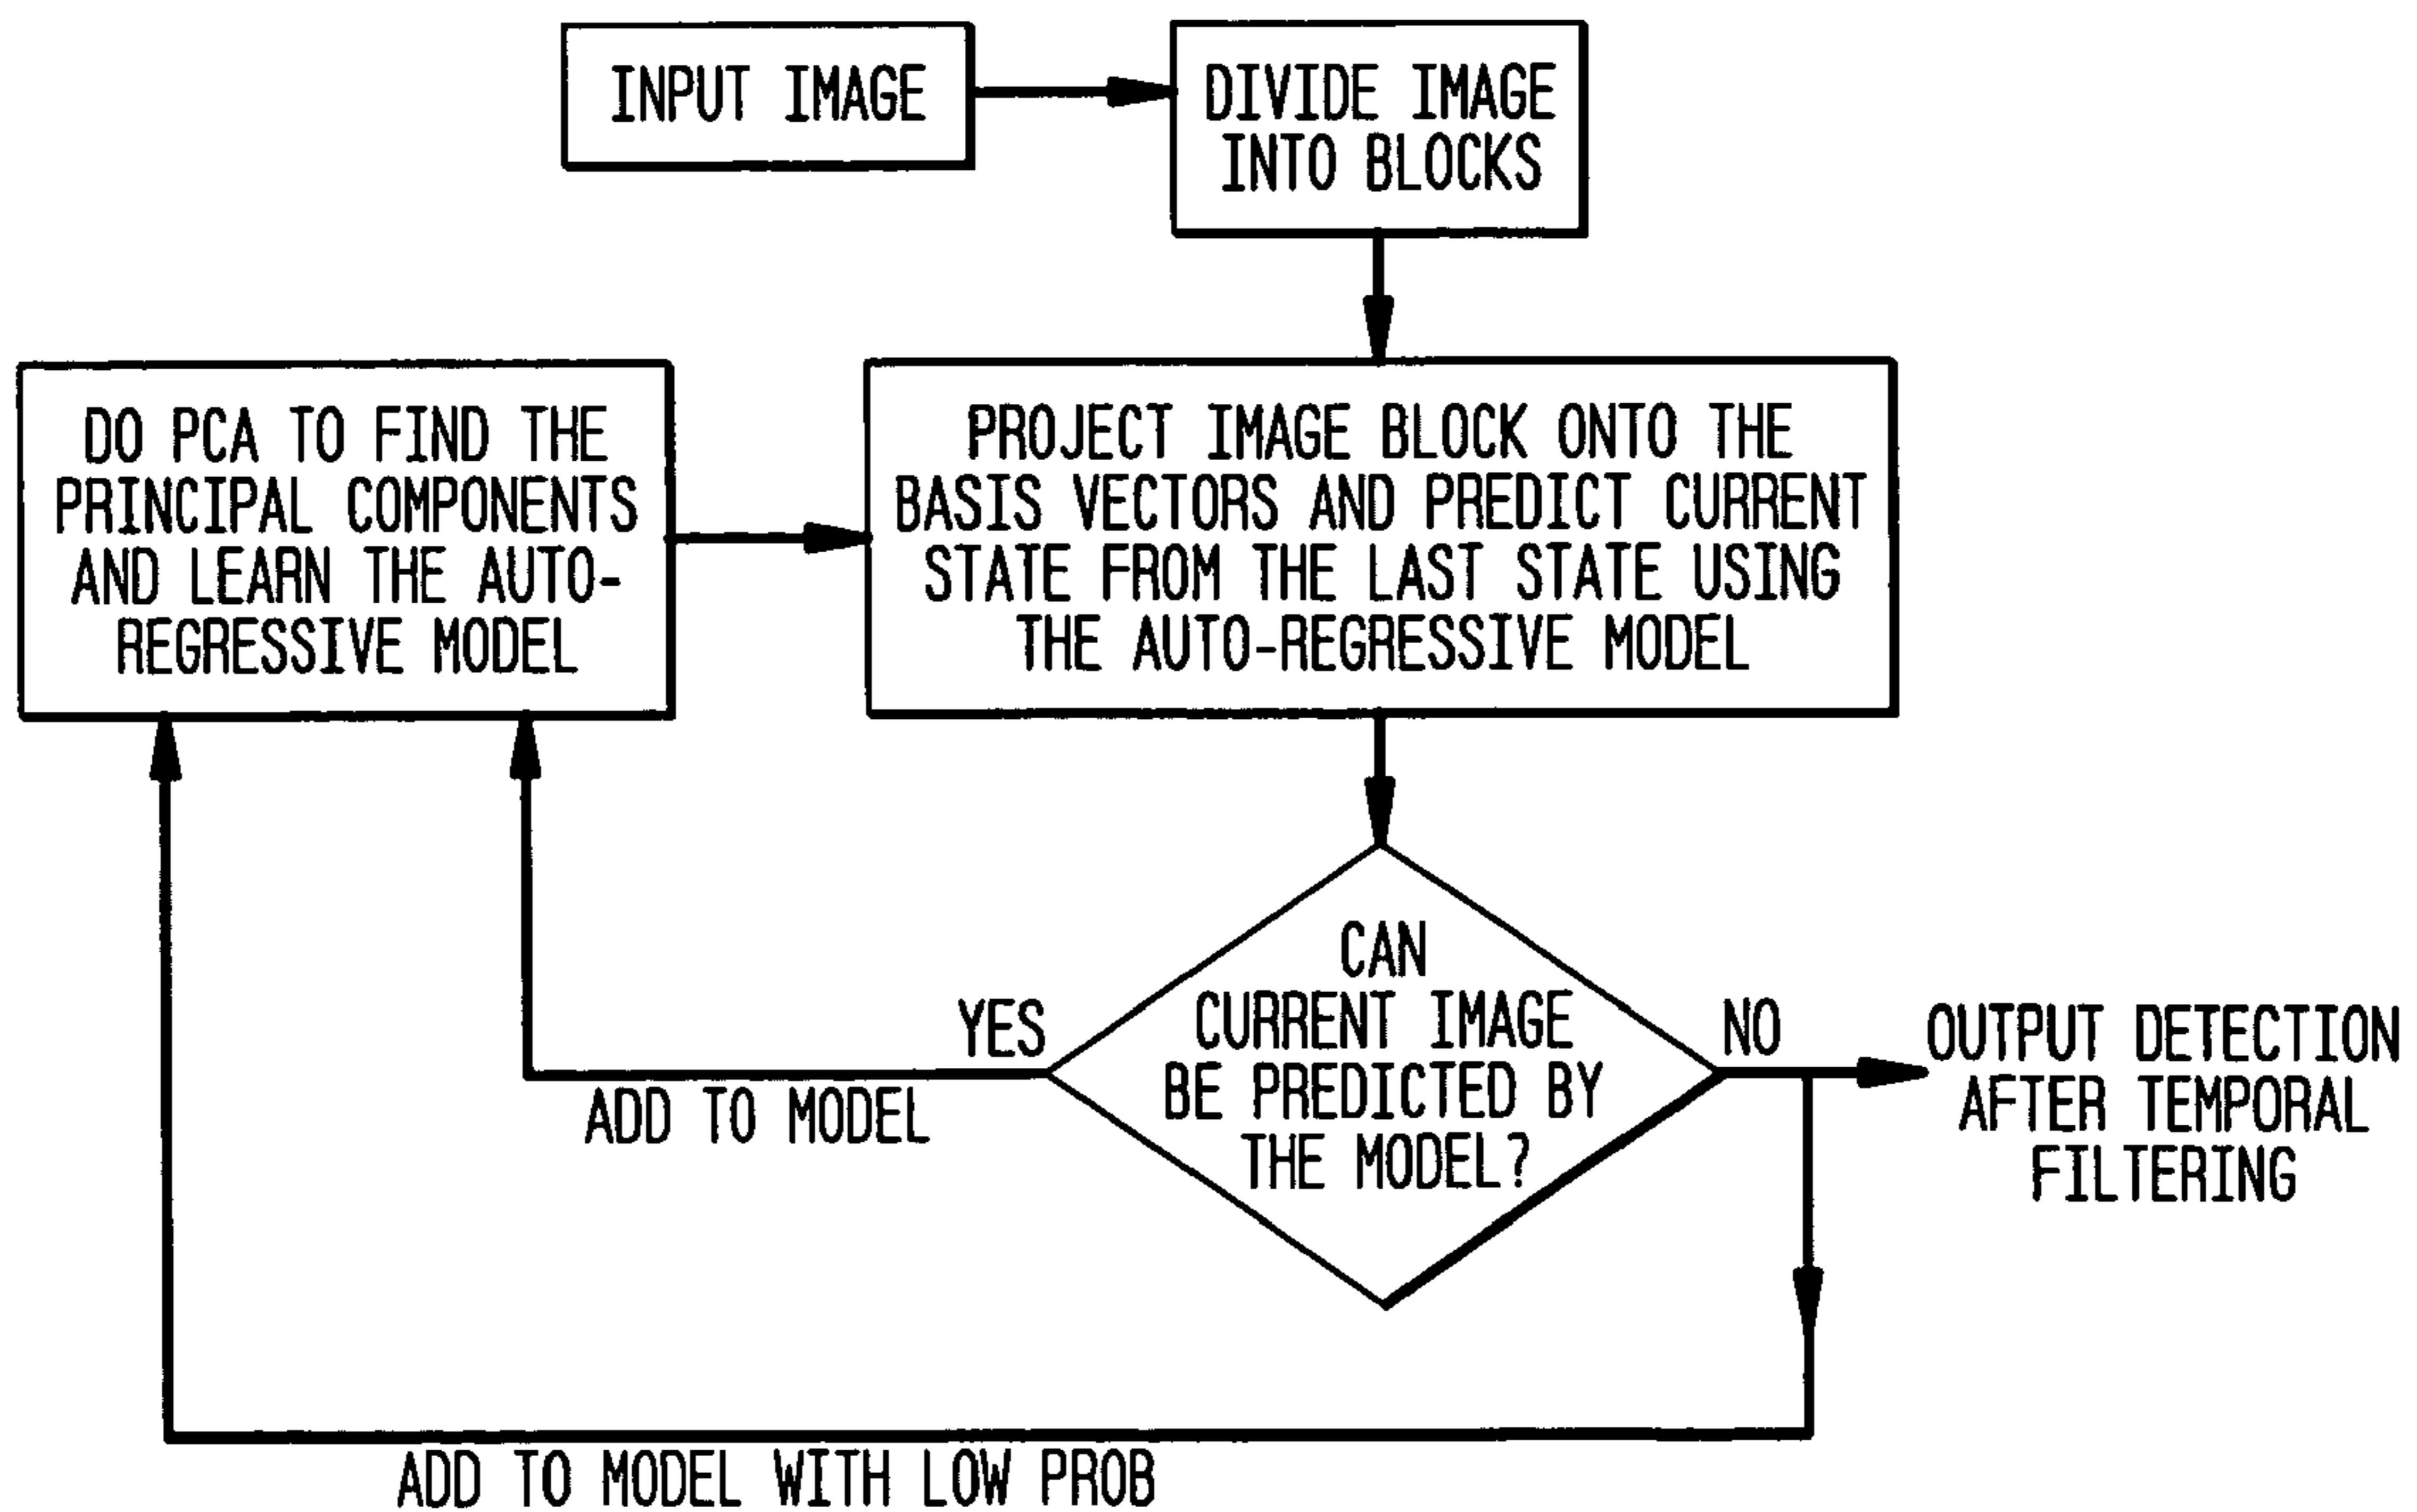 INPUT IMAGE
DIVIDE IMAGE
INTO BLOCKS
DO PCA TO FIND THE
PRINCIPAL COMPONENTS
AND LEARN THE AUTO-
REGRESSIVE MODEL
PROJECT IMAGE BLOCK ONTO THE
BASIS VECTORS AND PREDICT CURRENT
STATE FROM THE LAST STATE USING
THE AUTO-REGRESSIVE MODEL
CAN
CURRENT IMAGE
BE PREDICTED BY
THE MODEL?
YES
ADD TO MODEL
NO
OUTPUT DETECTION
AFTER TEMPORAL
FILTERING
ADD TO MODEL WITH LOW PROB